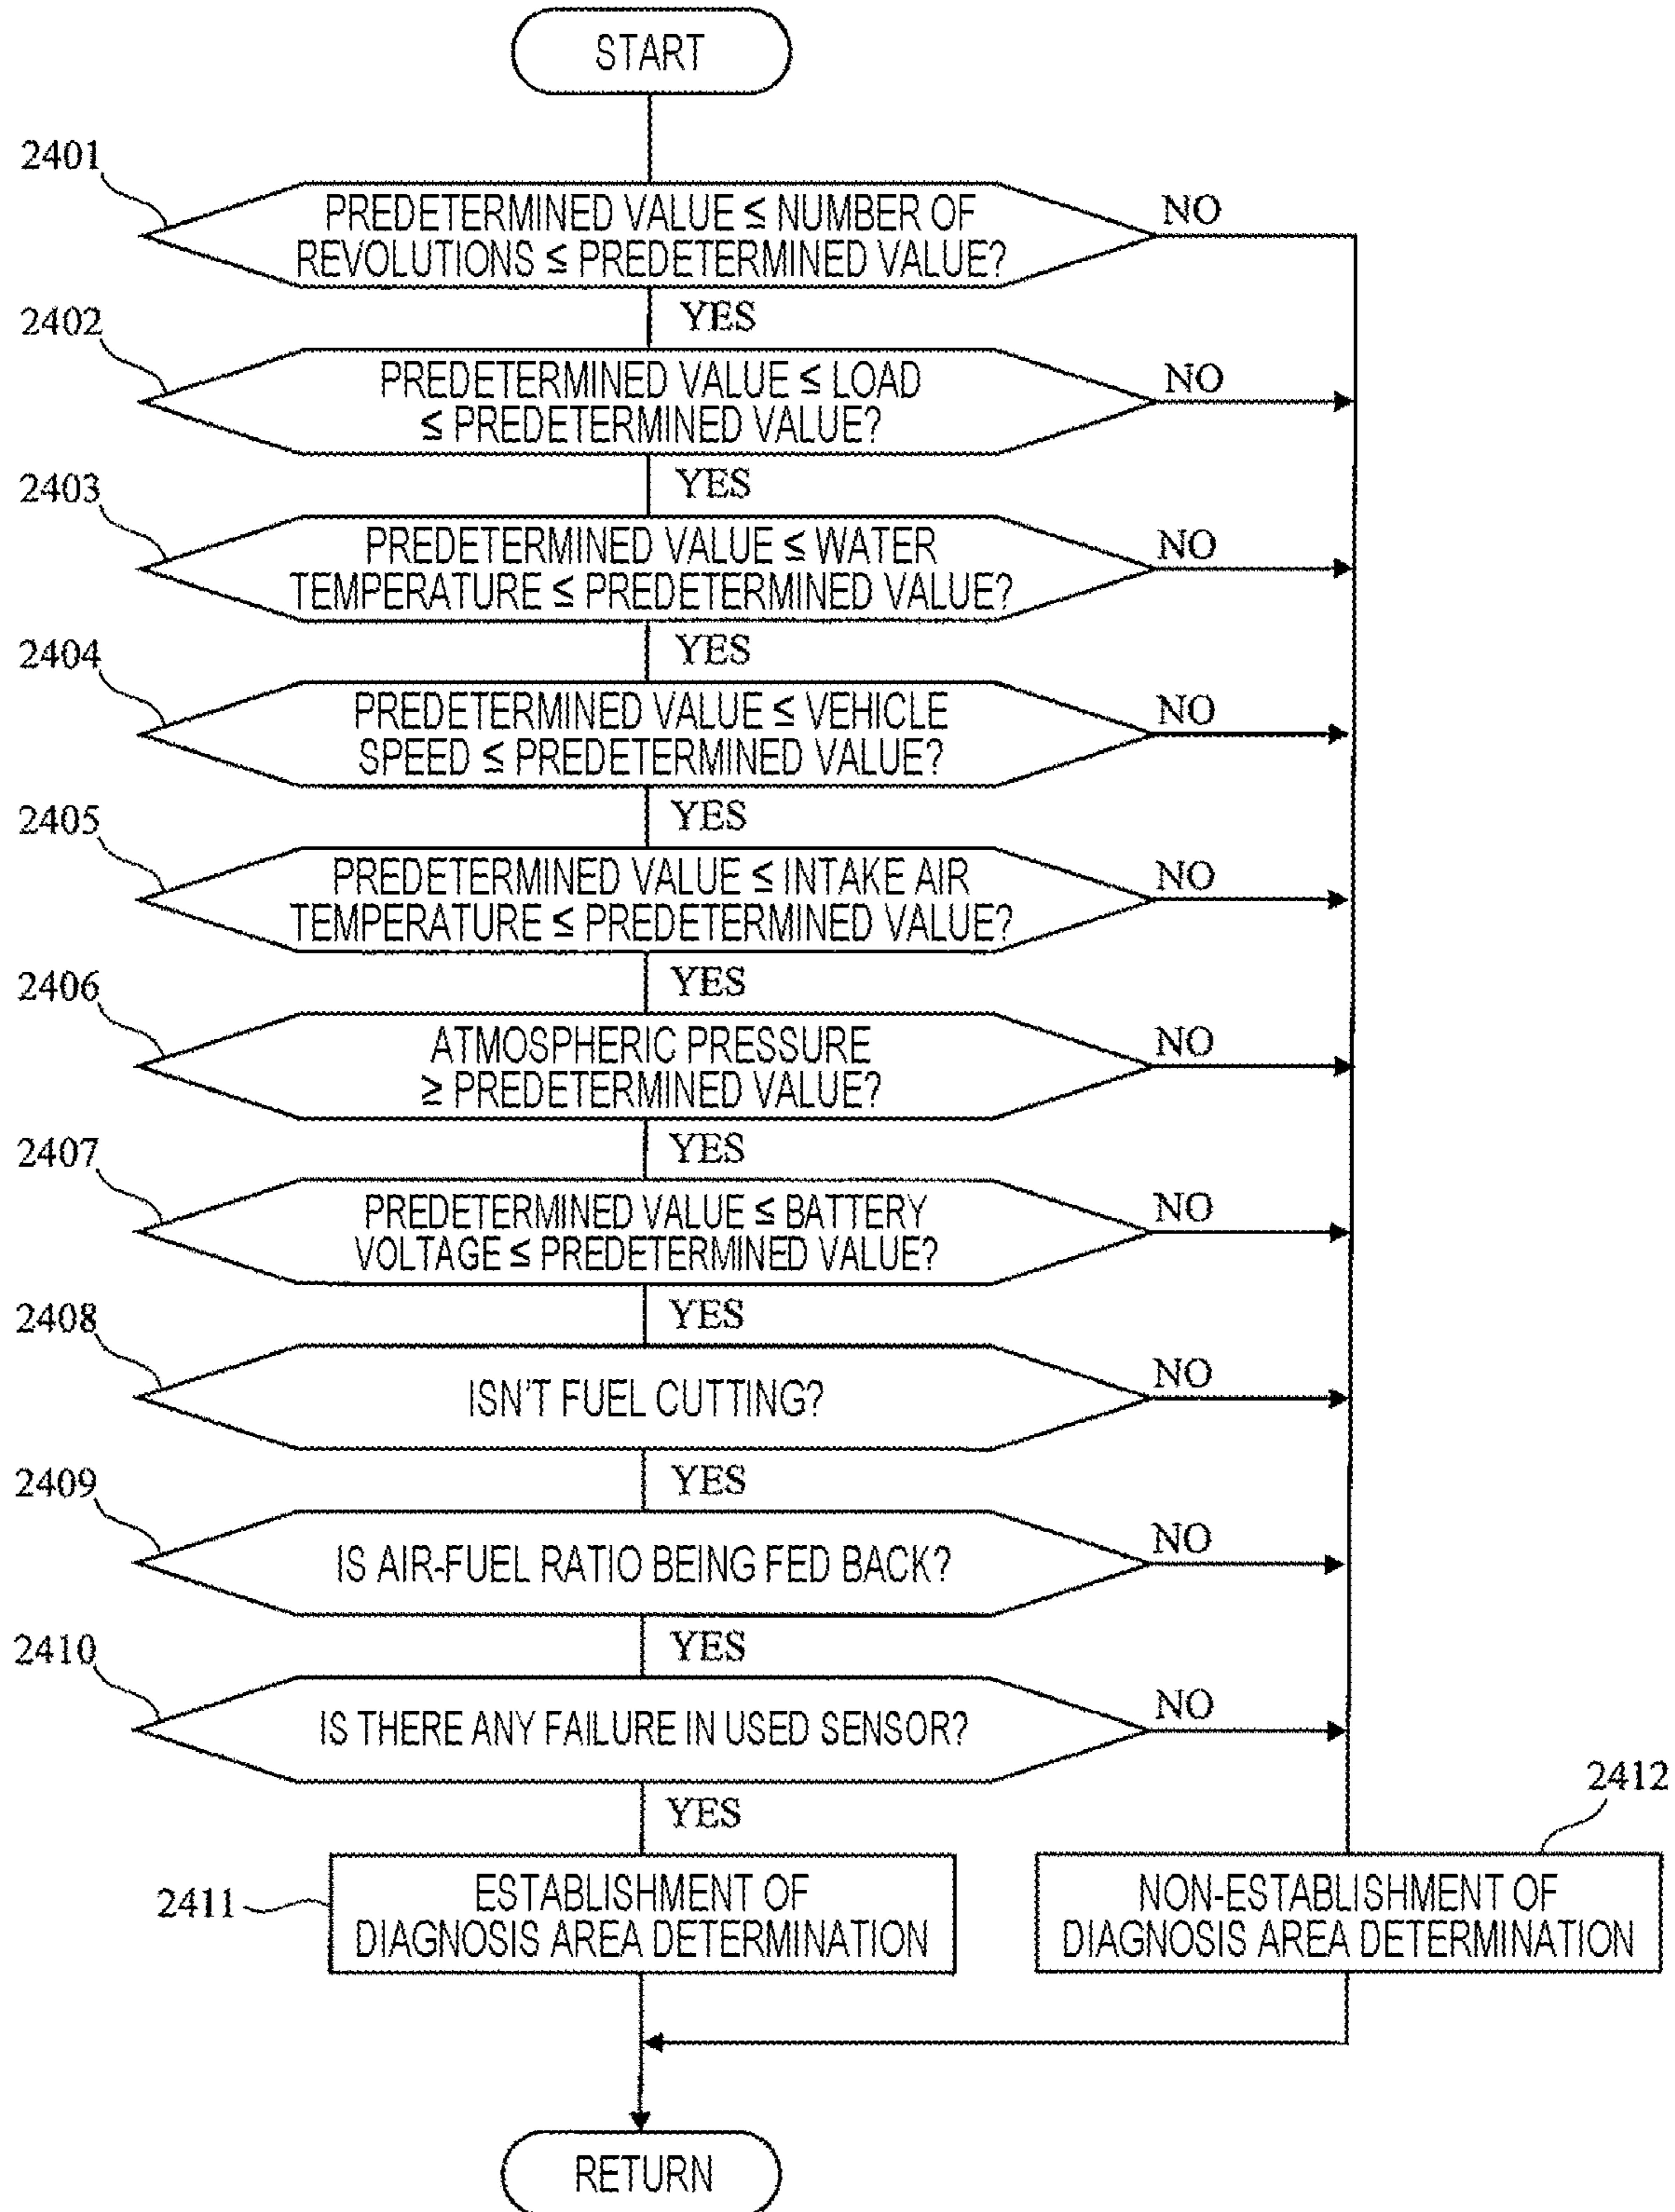 START
2401
PREDETERMINED VALUE ≤ NUMBER OF
REVOLUTIONS ≤ PREDETERMINED VALUE?
NO
YES
2402
PREDETERMINED VALUE ≤ LOAD
≤ PREDETERMINED VALUE?
NO
YES
2403
PREDETERMINED VALUE ≤ WATER
TEMPERATURE ≤ PREDETERMINED VALUE?
NO
YES
2404
PREDETERMINED VALUE ≤ VEHICLE
SPEED ≤ PREDETERMINED VALUE?
NO
YES
2405
PREDETERMINED VALUE ≤ INTAKE AIR
TEMPERATURE ≤ PREDETERMINED VALUE?
NO
YES
2406
ATMOSPHERIC PRESSURE
≥ PREDETERMINED VALUE?
NO
YES
2407
PREDETERMINED VALUE ≤ BATTERY
VOLTAGE ≤ PREDETERMINED VALUE?
NO
YES
2408
ISN'T FUEL CUTTING?
NO
YES
2409
IS AIR-FUEL RATIO BEING FED BACK?
NO
YES
2410
IS THERE ANY FAILURE IN USED SENSOR?
NO
YES
2411
ESTABLISHMENT OF
DIAGNOSIS AREA DETERMINATION
2412
NON-ESTABLISHMENT OF
DIAGNOSIS AREA DETERMINATION
RETURN